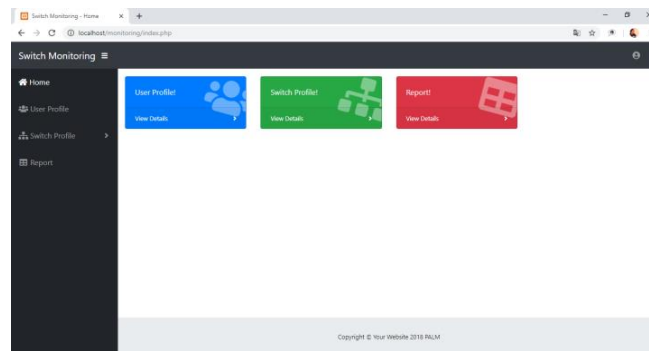 Switch Monitoring - Home
localhost/monitoring/index.php
Switch Monitoring
Home
User Profile
Switch Profile
Report
User Profile!
View Details
Switch Profile!
View Details
Report!
View Details
Copyright © Your Website 2018 PALM